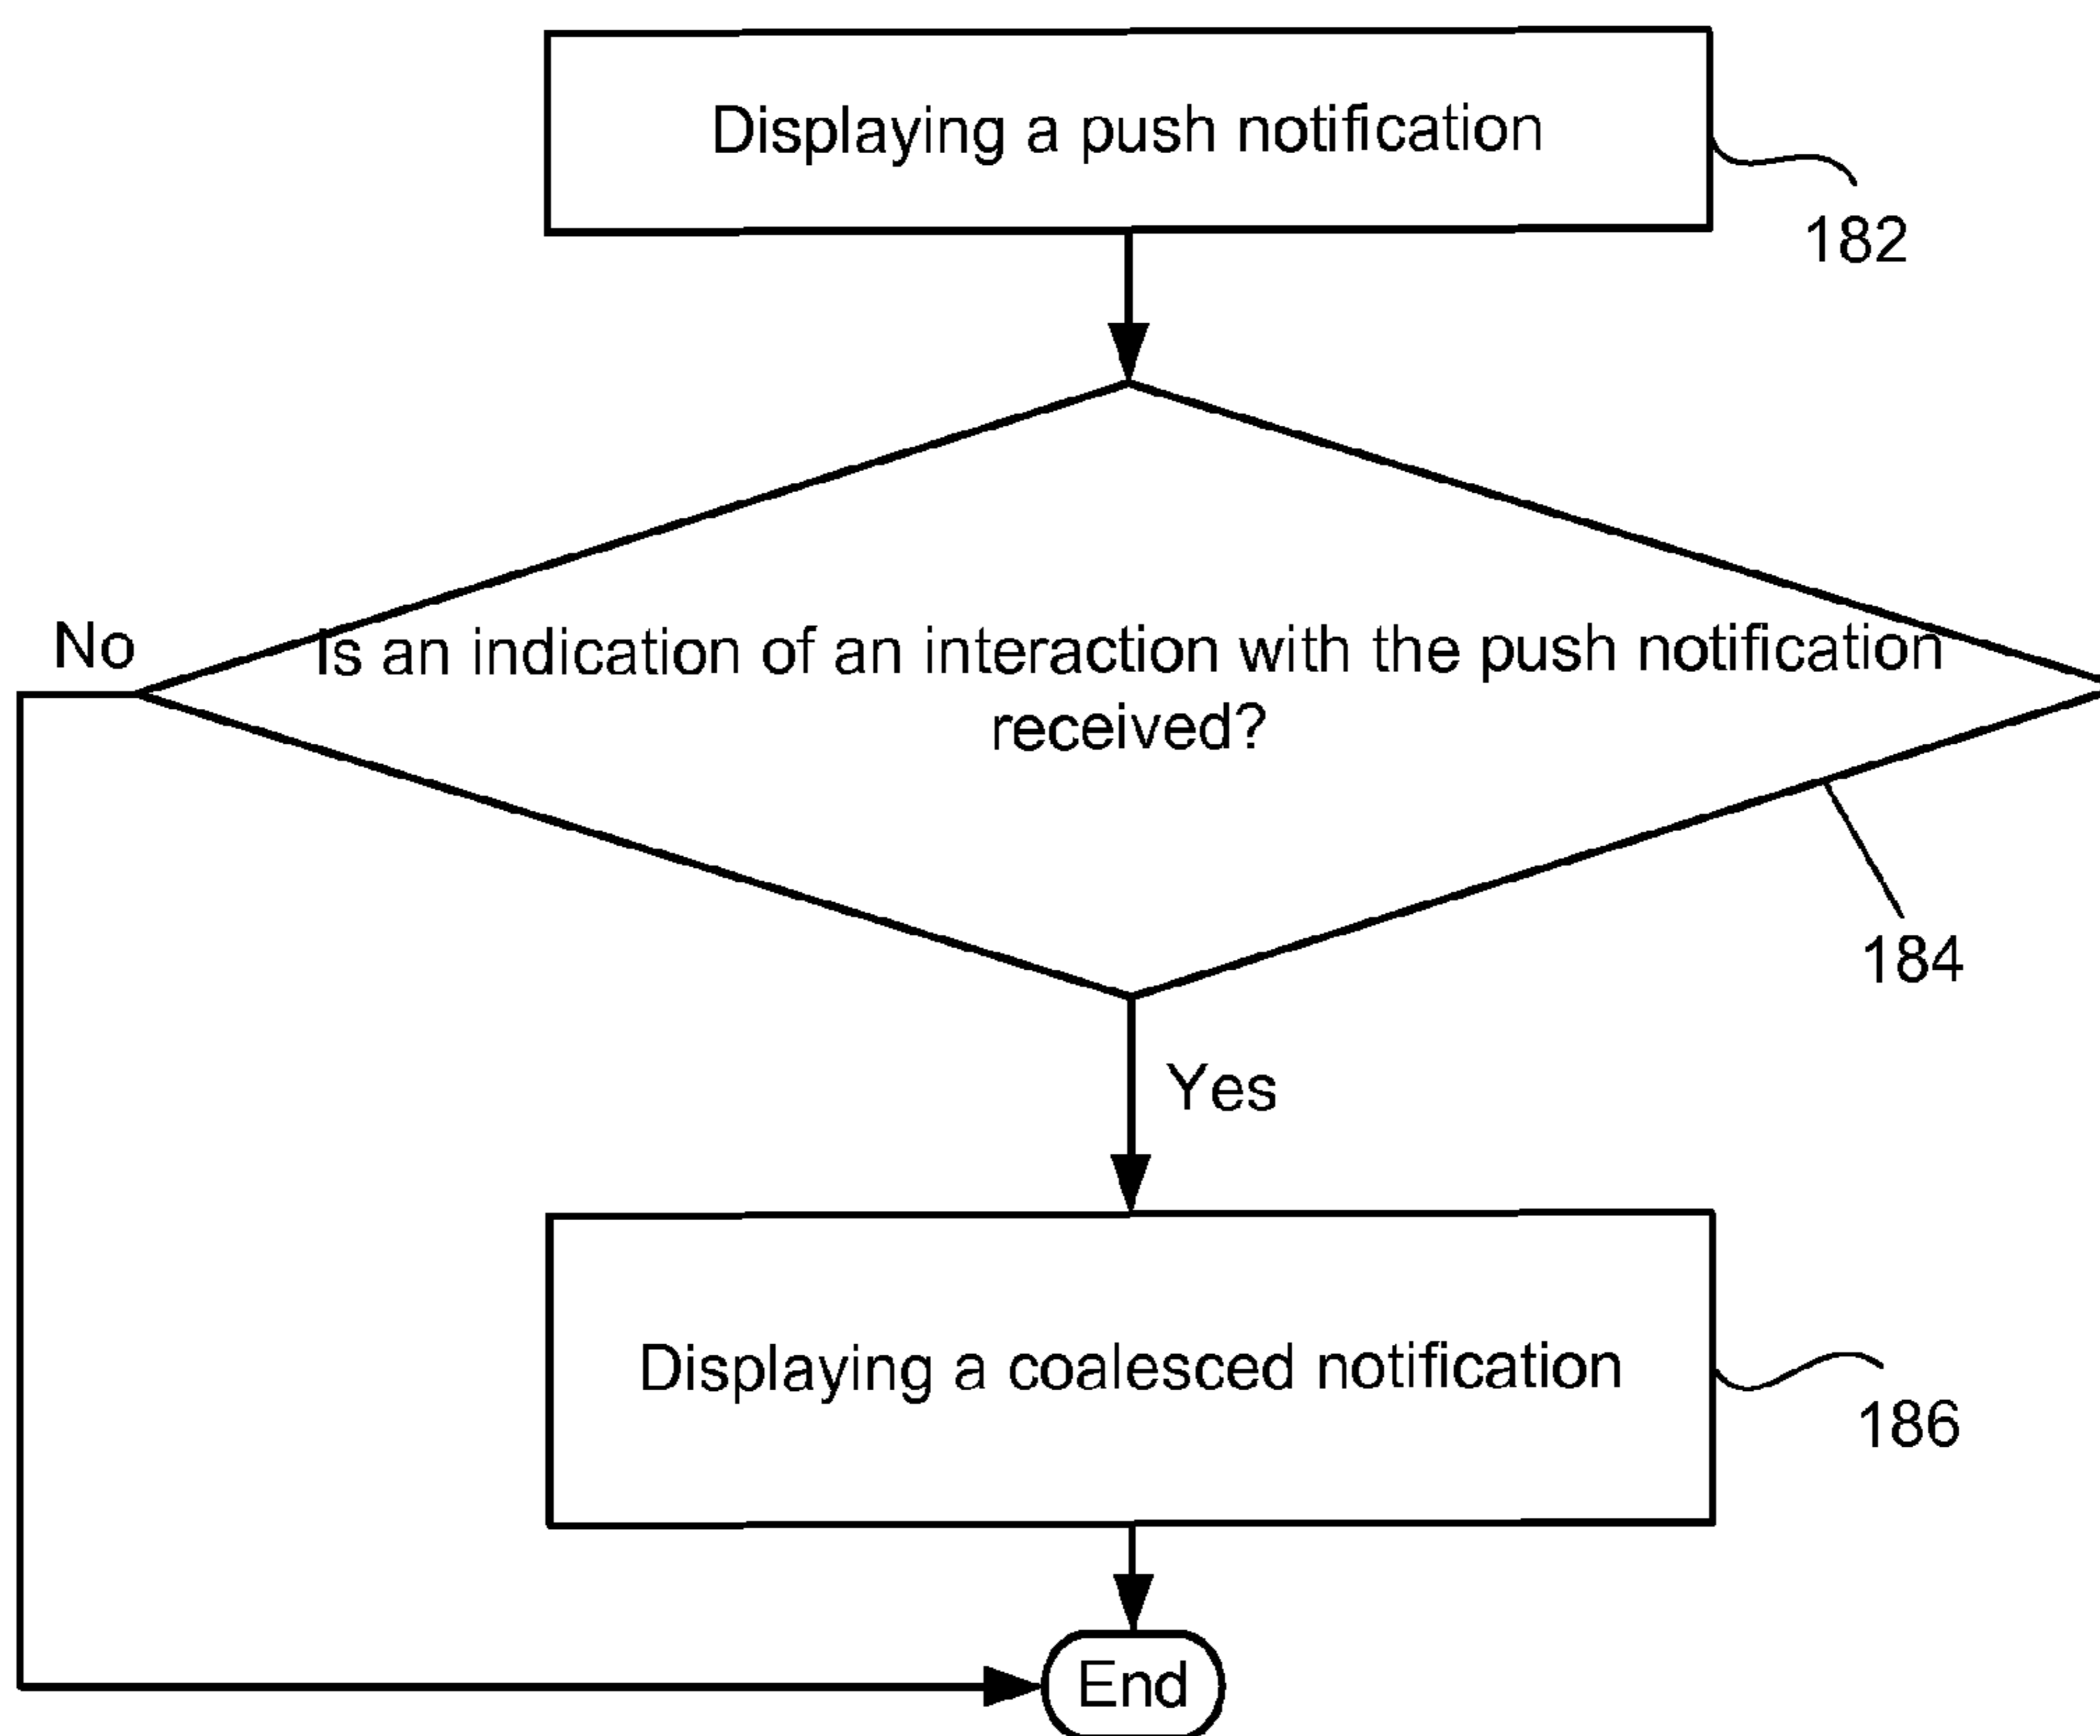 Displaying a push notification
182
No
Is an indication of an interaction with the push notification
received?
184
Yes
Displaying a coalesced notification
186
End